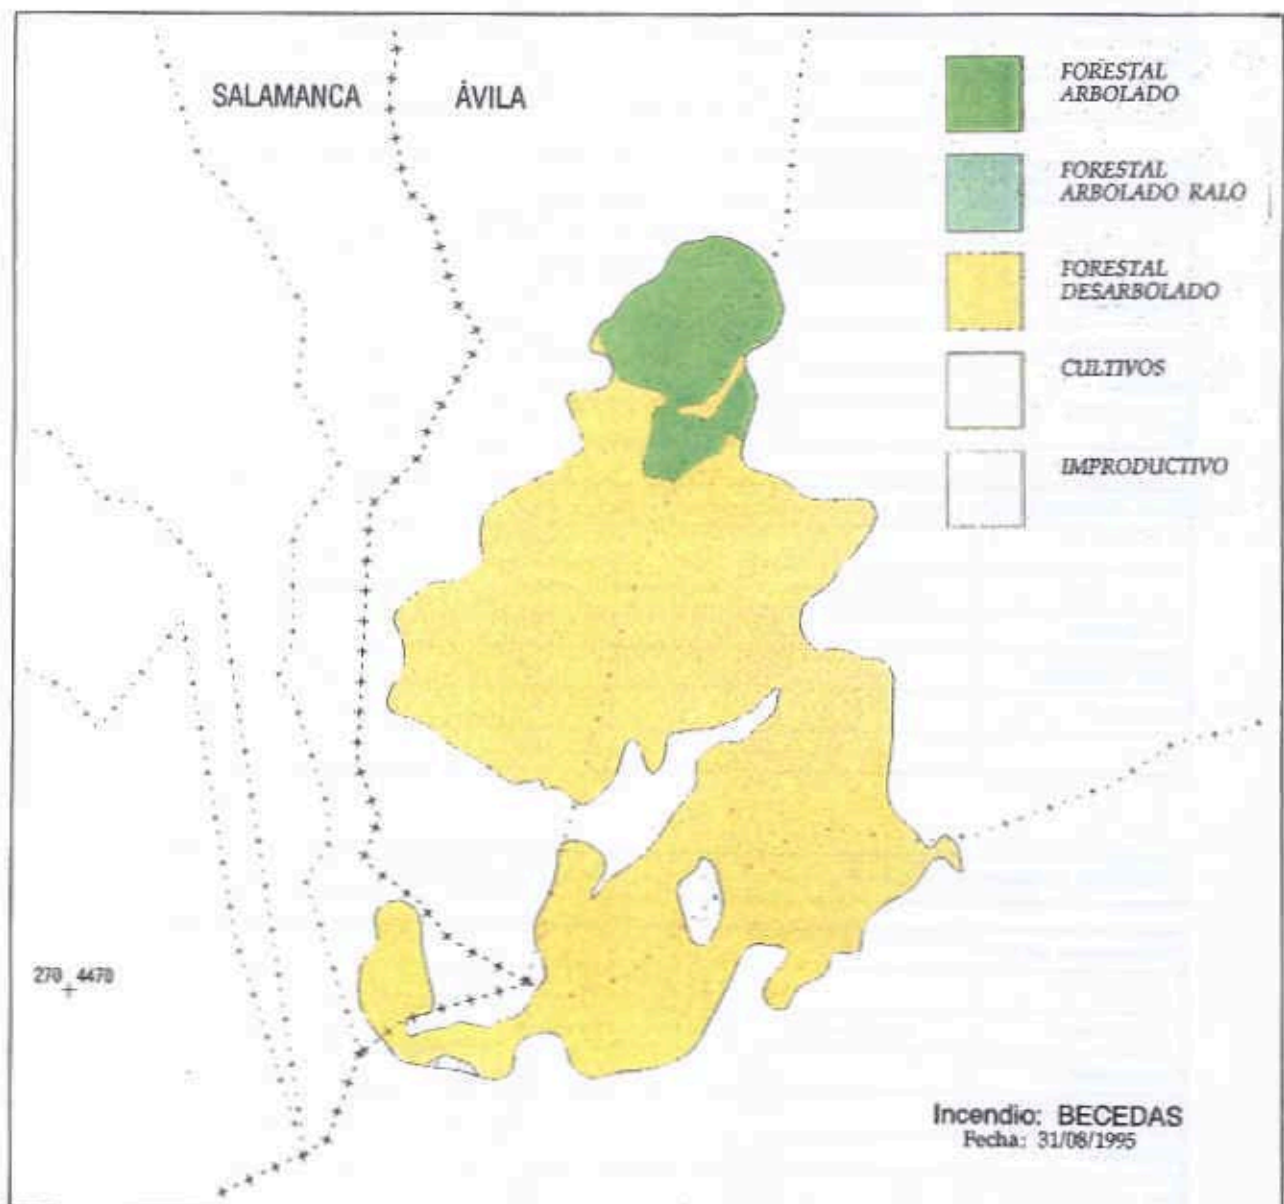 SALAMANCA ÁVILA
FORESTAL
ARBOLADO
FORESTAL
ARBOLADO RALO
FORESTAL
DESARBOLADO
CULTIVOS
IMPRODUCTIVO
270 4470
Incendio: BECEDAS
Fecha: 31/08/1995